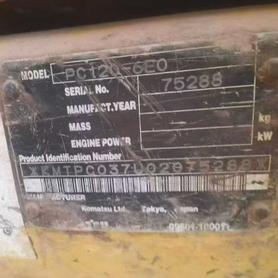 MODEL PC120-6E0
SERIAL No. 75288
MANUFACT.YEAR
MASS kg
ENGINE POWER kW
Product Identification Number
MANUFACTURER
Komatsu Ltd. Tokyo, Japan